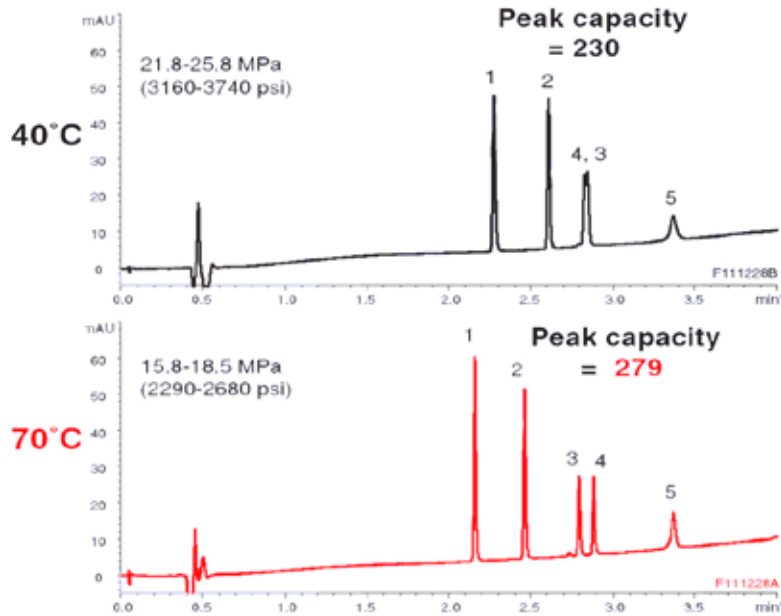 Peak capacity
= 230
mAU
60
50
40
30
20
10
0
21.8-25.8 MPa
(3160-3740 psi)
40°C
1
2
4, 3
5
F111228B
0.0
0.5
1.0
1.5
2.0
2.5
3.0
3.5
min
mAU
60
50
40
30
20
10
0
Peak capacity
= 279
15.8-18.5 MPa
(2290-2680 psi)
70°C
1
2
3
4
5
F111228A
0.0
0.5
1.0
1.5
2.0
2.5
3.0
3.5
min